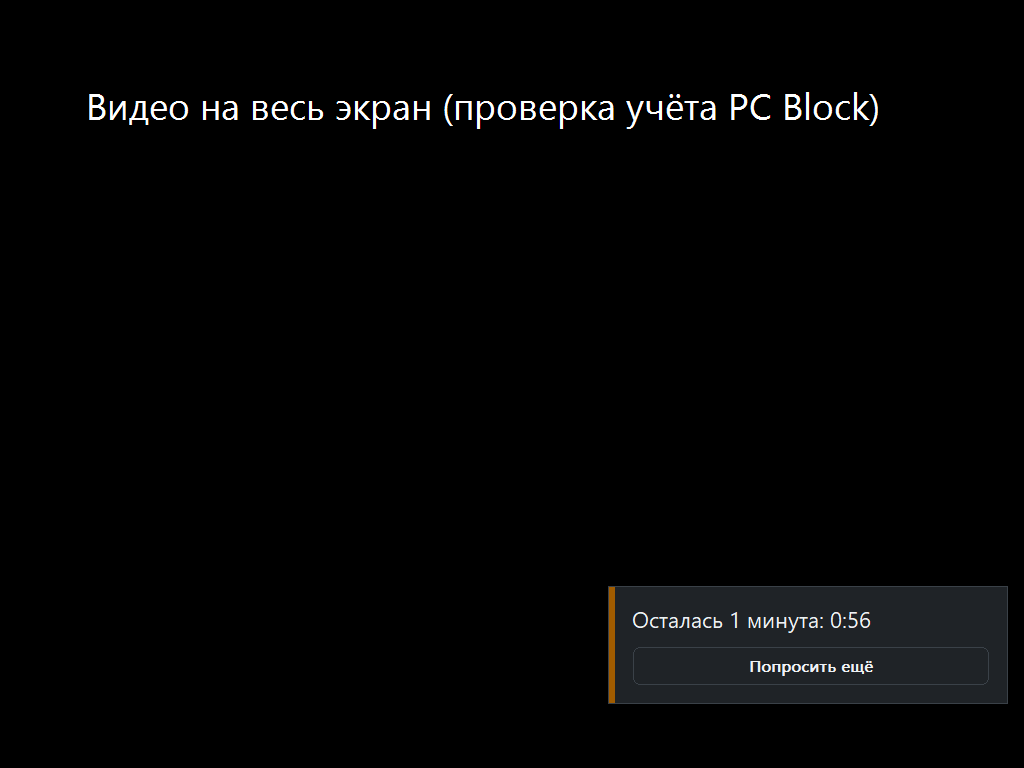 Видео на весь экран (проверка учёта PC Block)
Осталась 1 минута: 0:56
Попросить ещё